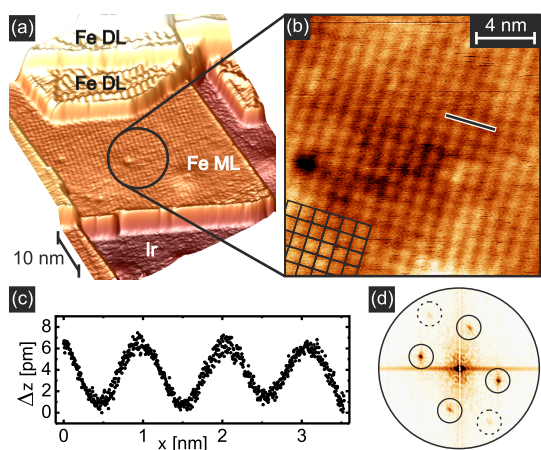 (a)
Fe DL
Fe DL
Fe ML
Ir
10 nm
(b)
4 nm
(c)
8
6
4
2
0
Δz [pm]
0
1
2
3
x [nm]
(d)